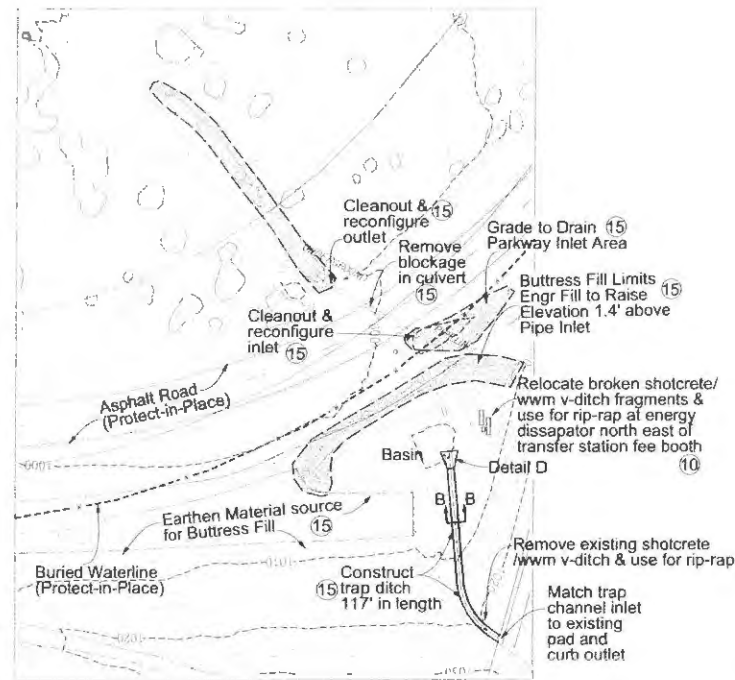 Cleanout & 15
reconfigure
outlet
Grade to Drain 15
Parkway Inlet Area
Remove
blockage
in culvert
15
Buttress Fill Limits
Engr Fill to Raise 15
Elevation 1.4' above
Pipe Inlet
Cleanout &
reconfigure
inlet 15
Asphalt Road
(Protect-in-Place)
Relocate broken shotcrete/
wwm v-ditch fragments &
use for rip-rap at energy
dissapator north east of
transfer station fee booth
10
Basin
Detail D
B B
Earthen Material source
for Buttress Fill 15
Buried Waterline
(Protect-in-Place)
Construct
15 trap ditch
117' in length
Remove existing shotcrete
/wwm v-ditch & use for rip-rap
Match trap
channel inlet
to existing
pad and
curb outlet
1000
1010
1020